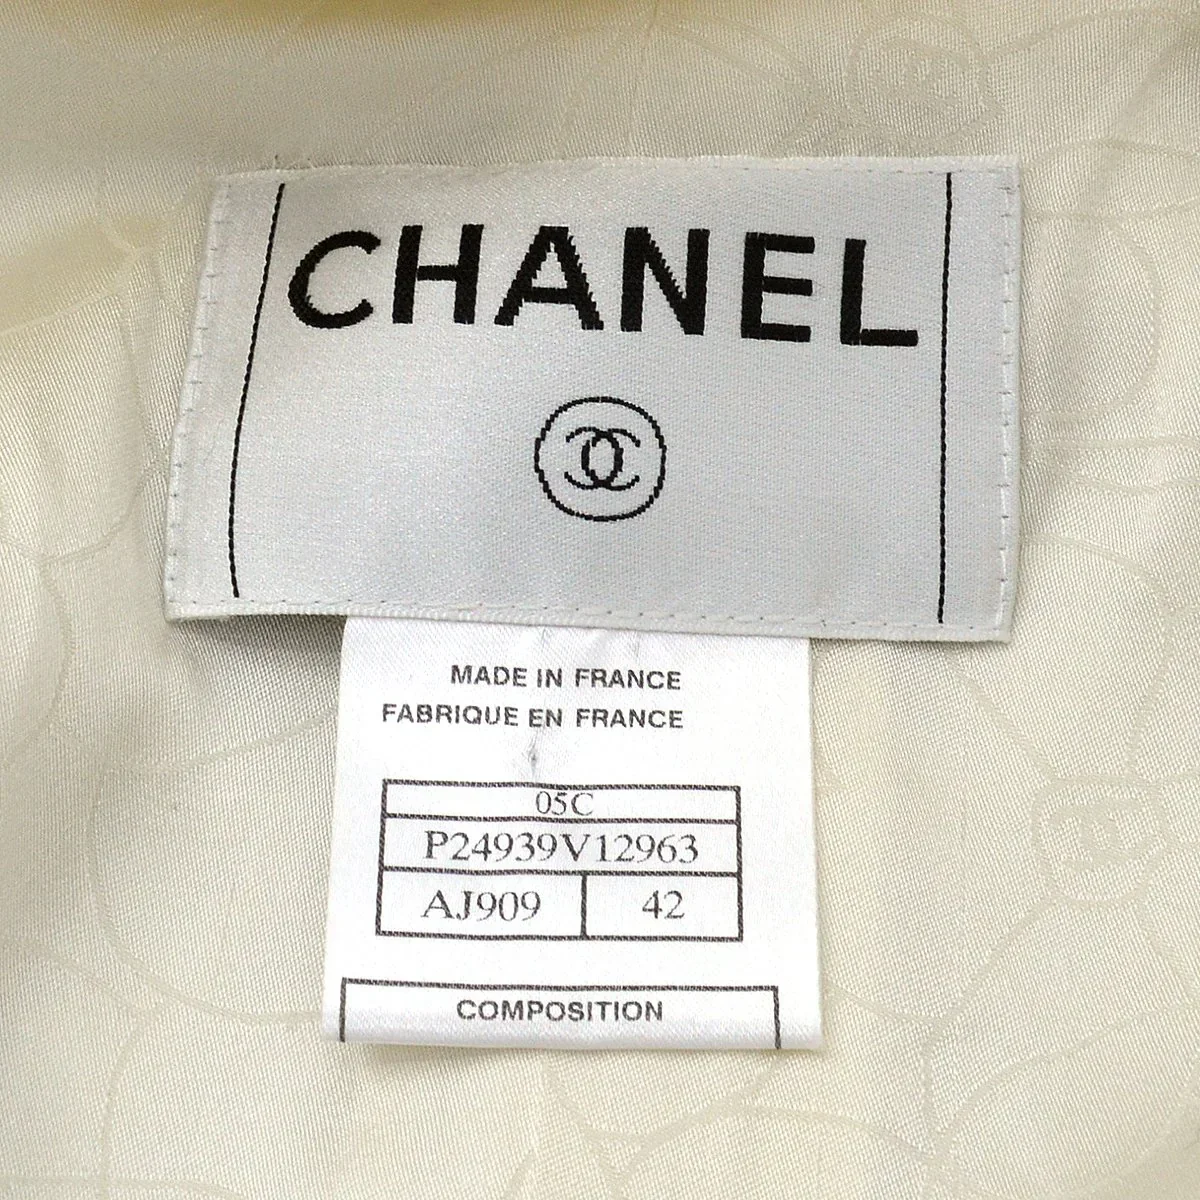 CHANEL
MADE IN FRANCE
FABRIQUE EN FRANCE
05C
P24939V12963
AJ909 42
COMPOSITION